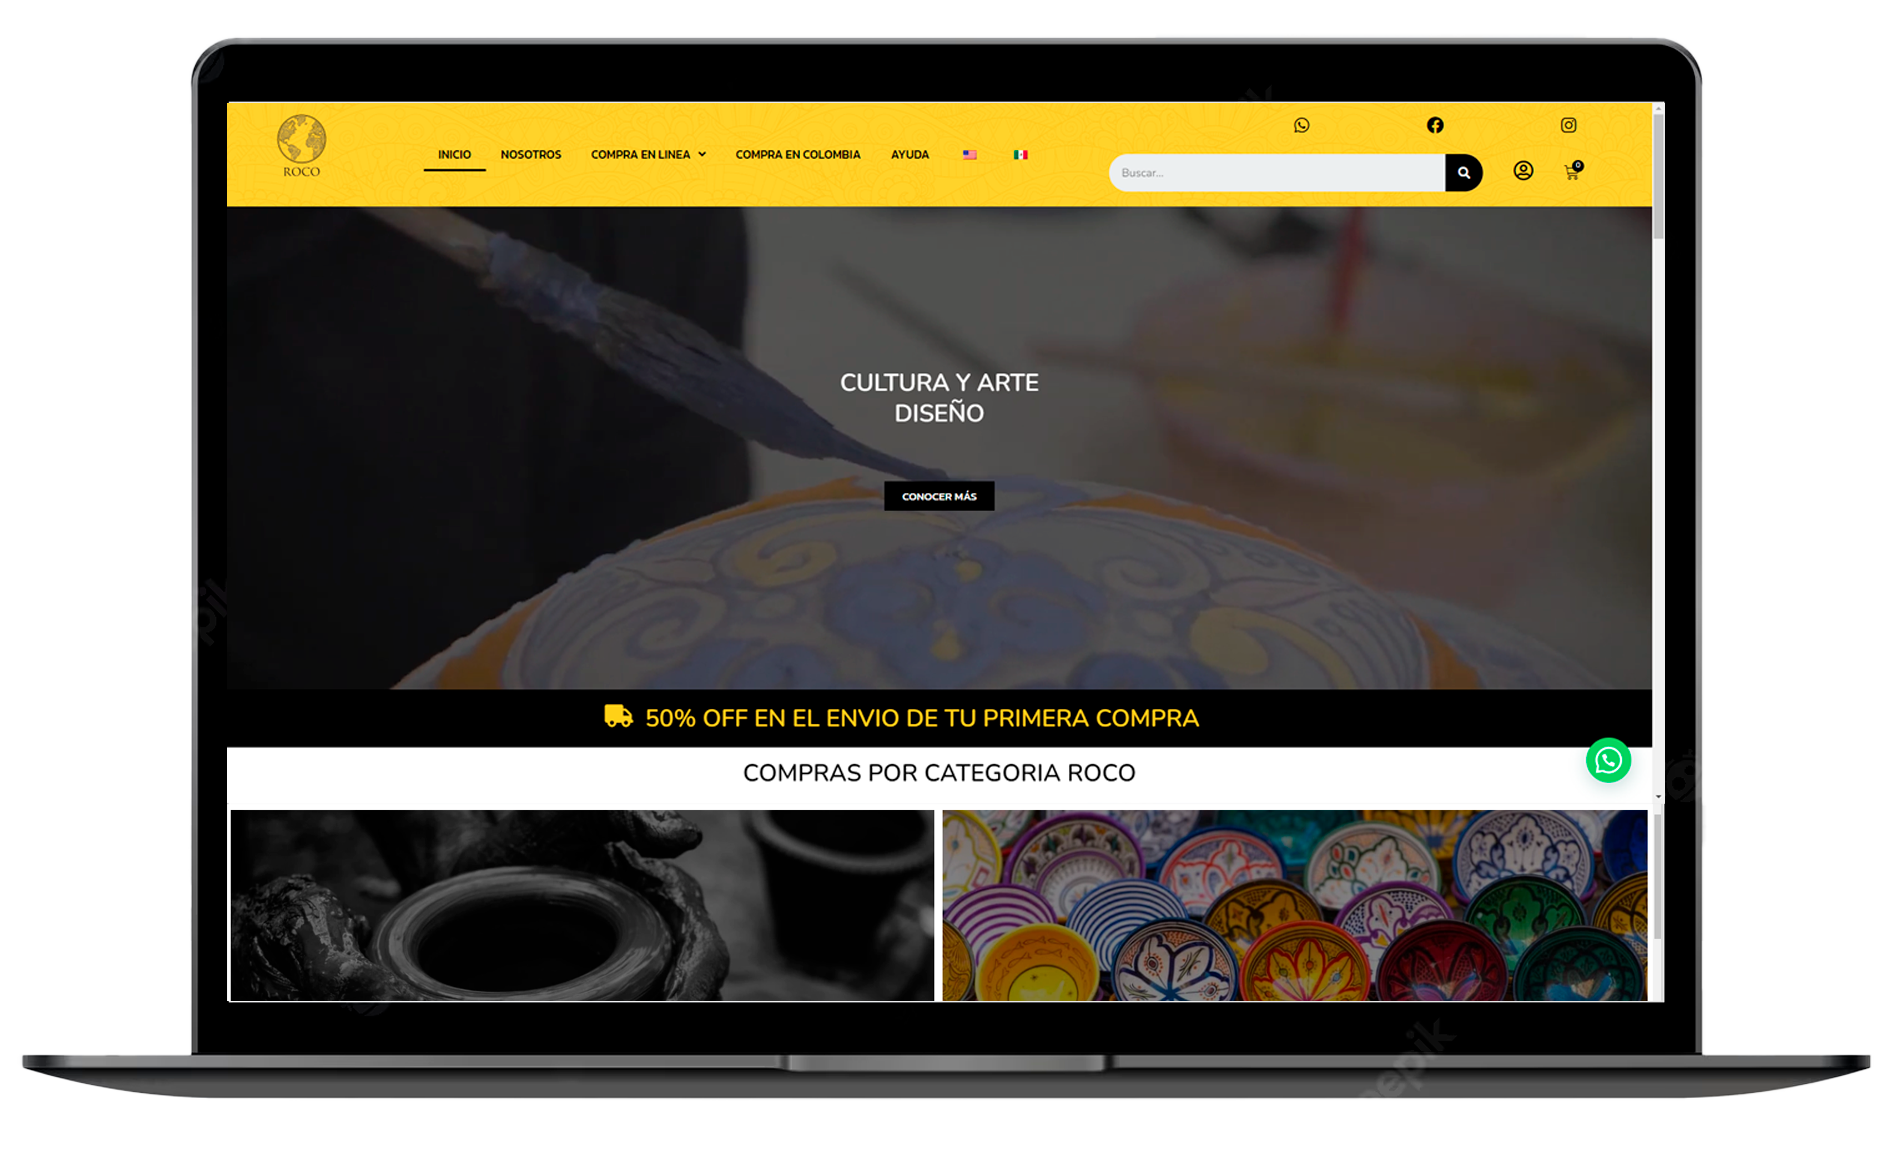 ROCO
INICIO
NOSOTROS
COMPRA EN LINEA
COMPRA EN COLOMBIA
AYUDA
Buscar...
0
CULTURA Y ARTE
DISEÑO
CONOCER MÁS
50% OFF EN EL ENVIO DE TU PRIMERA COMPRA
COMPRAS POR CATEGORIA ROCO